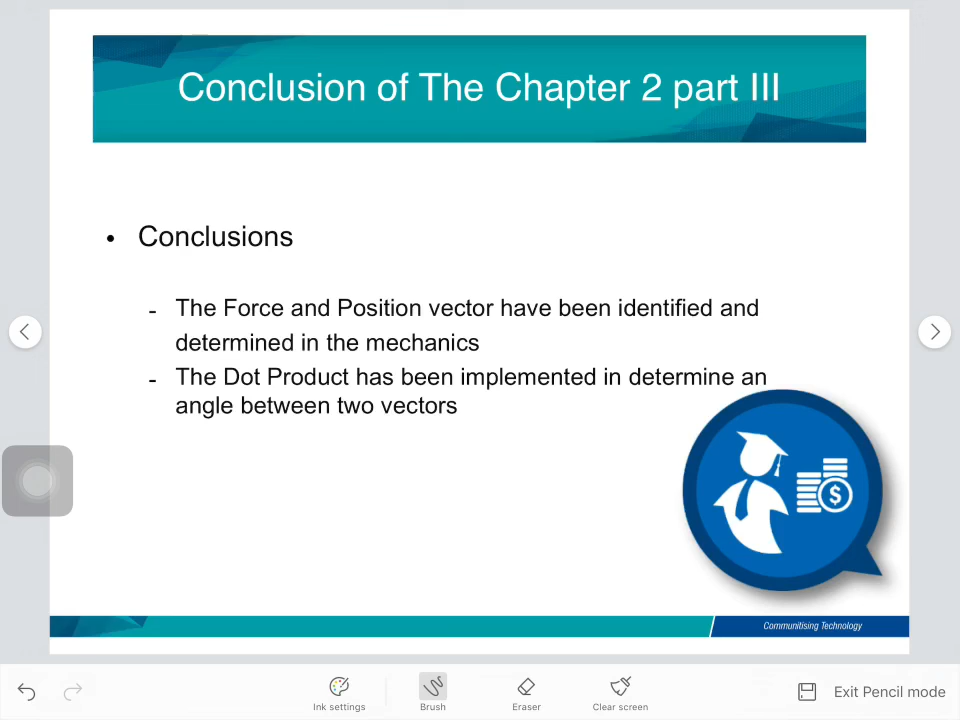 Conclusion of The Chapter 2 part III
• Conclusions
- The Force and Position vector have been identified and
determined in the mechanics
- The Dot Product has been implemented in determine an
angle between two vectors
$
Communitising Technology
Ink settings
Brush
Eraser
Clear screen
Exit Pencil mode